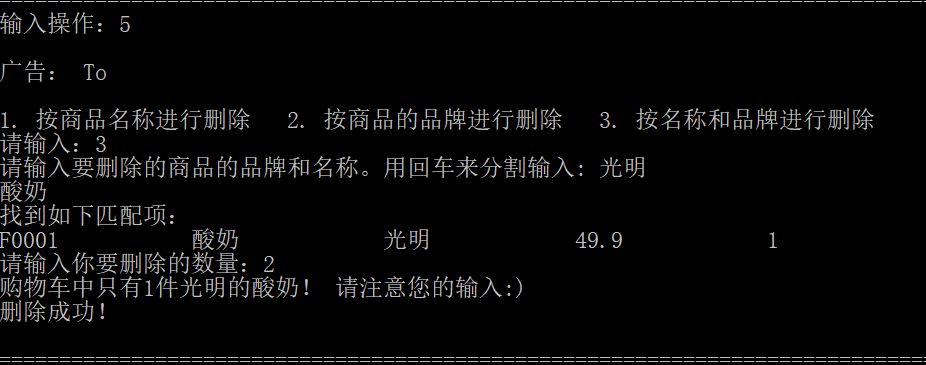 输入操作：5
广告： To
1. 按商品名称进行删除 2. 按商品的品牌进行删除 3. 按名称和品牌进行删除
请输入：3
请输入要删除的商品的品牌和名称。用回车来分割输入: 光明
酸奶
找到如下匹配项：
F0001 酸奶 光明 49.9 1
请输入你要删除的数量：2
购物车中只有1件光明的酸奶！ 请注意您的输入:)
删除成功！